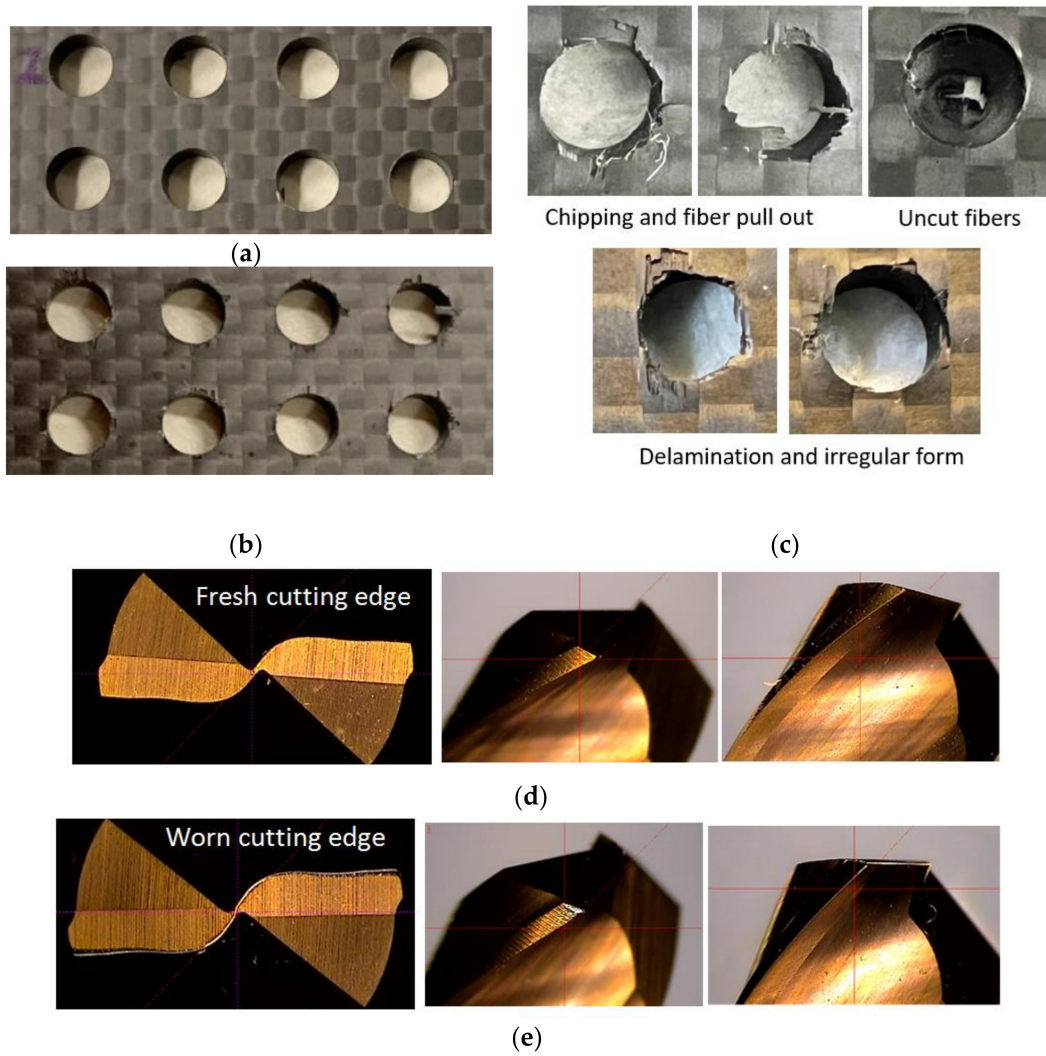 (a)
Chipping and fiber pull out
Uncut fibers
(b)
Delamination and irregular form
(c)
Fresh cutting edge
(d)
Worn cutting edge
(e)